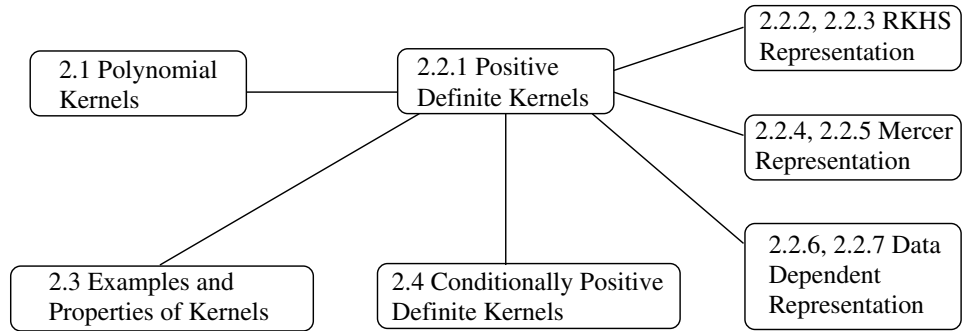 2.1 Polynomial
Kernels
2.2.1 Positive
Definite Kernels
2.2.2, 2.2.3 RKHS
Representation
2.2.4, 2.2.5 Mercer
Representation
2.2.6, 2.2.7 Data
Dependent
Representation
2.3 Examples and
Properties of Kernels
2.4 Conditionally Positive
Definite Kernels